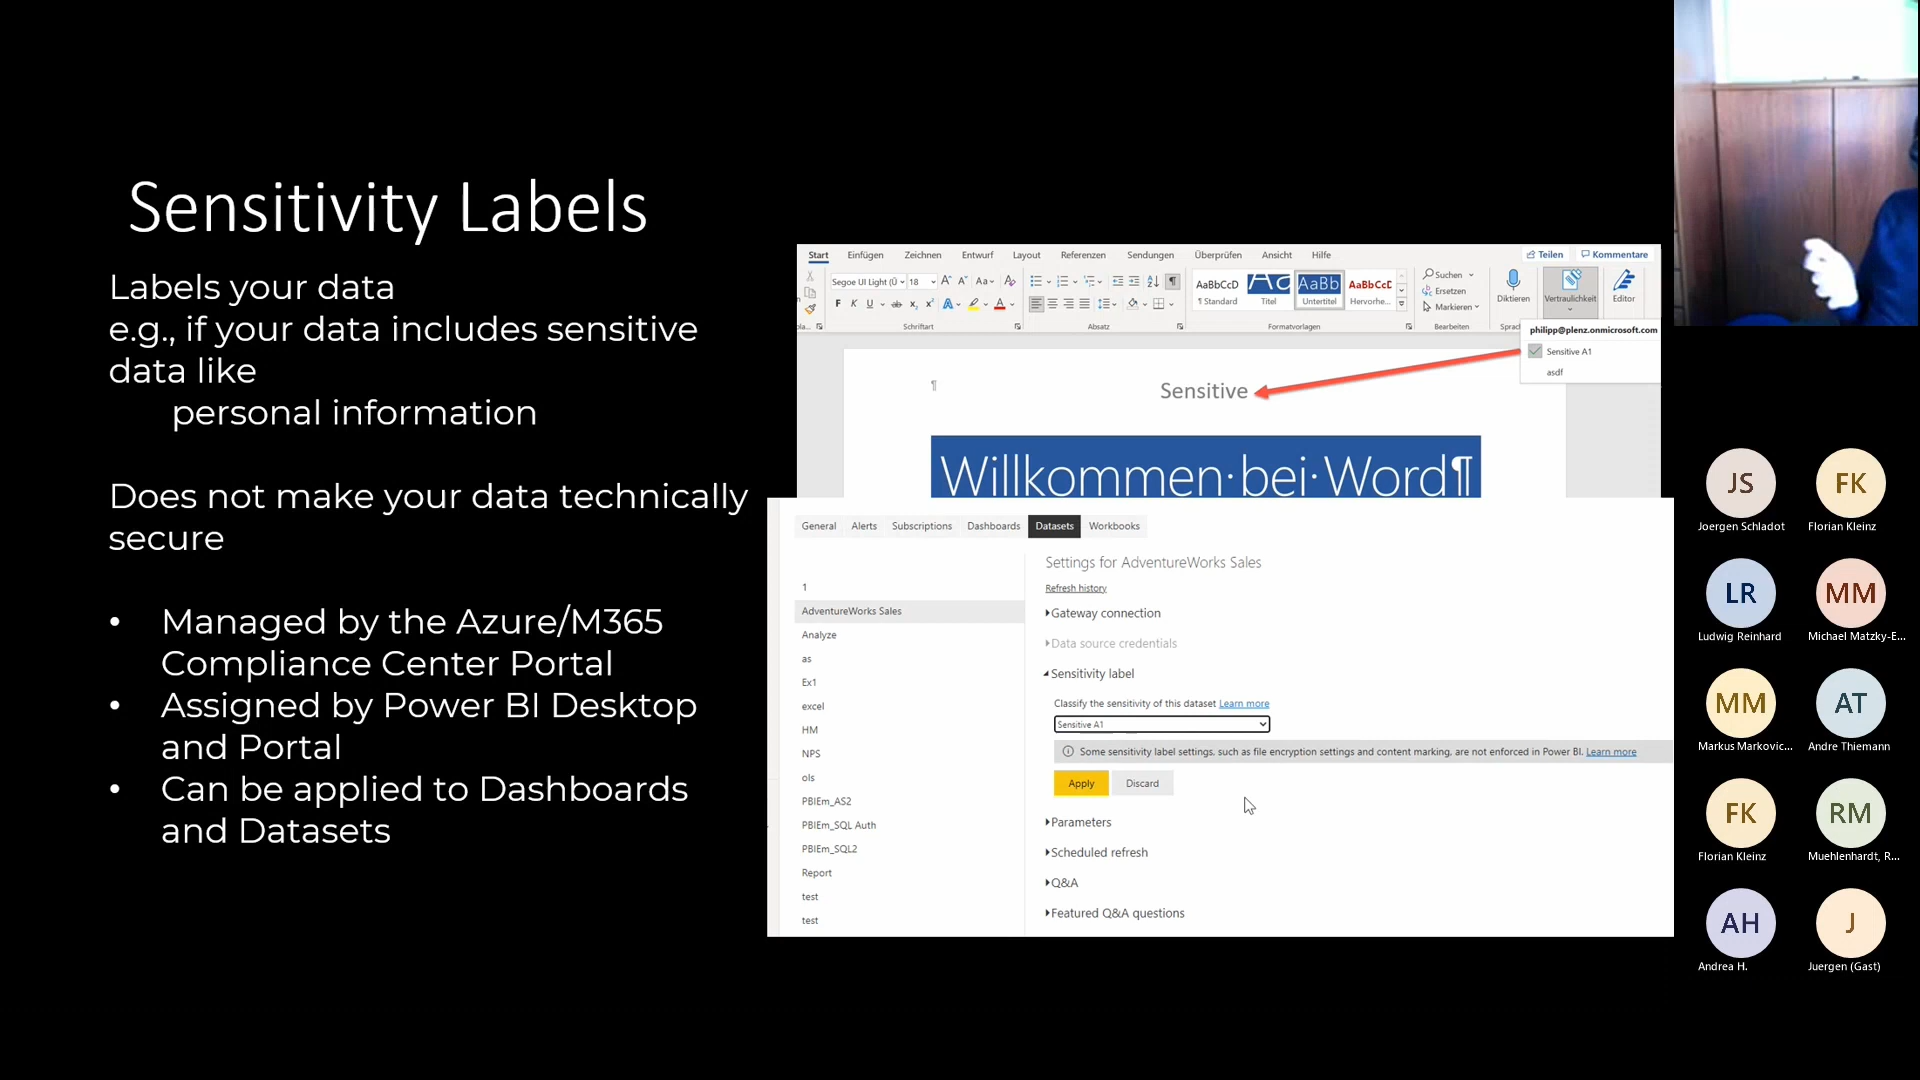 Sensitivity Labels
Labels your data
e.g., if your data includes sensitive
data like
personal information
Does not make your data technically
secure
• Managed by the Azure/M365
Compliance Center Portal
• Assigned by Power BI Desktop
and Portal
• Can be applied to Dashboards
and Datasets
Start Einfügen Zeichnen Entwurf Layout Referenzen Sendungen Überprüfen Ansicht Hilfe Teilen Kommentare
Segoe UI Light (Ü 18 Aa
F K U ab x₂ x² A A
AaBbCcD AaBb AaBbCcC
¶ Standard Titel Untertitel Hervorhe...
Suchen
Ersetzen
Markieren
Diktieren Vertraulichkeit Editor
Schriftart Absatz Formatvorlagen Bearbeiten Sprac
philipp@plenz.onmicrosoft.com
Sensitive A1
asdf
¶ Sensitive
Willkommen·bei·Word¶
General Alerts Subscriptions Dashboards Datasets Workbooks
1
AdventureWorks Sales
Analyze
as
Ex1
excel
HM
NPS
ols
PBIEm_AS2
PBIEm_SQL Auth
PBIEm_SQL2
Report
test
test
Settings for AdventureWorks Sales
Refresh history
Gateway connection
Data source credentials
Sensitivity label
Classify the sensitivity of this dataset Learn more
Sensitive A1
Some sensitivity label settings, such as file encryption settings and content marking, are not enforced in Power BI. Learn more
Apply Discard
Parameters
Scheduled refresh
Q&A
Featured Q&A questions
JS FK
Joergen Schladot Florian Kleinz
LR MM
Ludwig Reinhard Michael Matzky-E...
MM AT
Markus Markovic... Andre Thiemann
FK RM
Florian Kleinz Muehlenhardt, R...
AH J
Andrea H. Juergen (Gast)